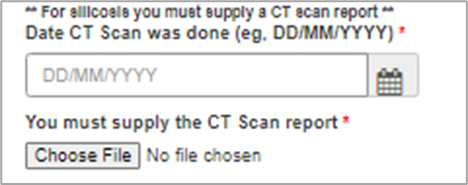 ** For silicosis you must supply a CT scan report **
Date CT Scan was done (eg, DD/MM/YYYY) *
DD/MM/YYYY
You must supply the CT Scan report *
Choose File No file chosen